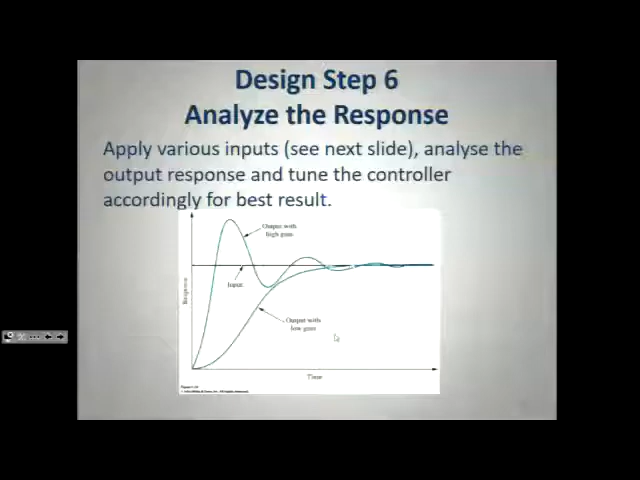 Design Step 6
Analyze the Response
Apply various inputs (see next slide), analyse the
output response and tune the controller
accordingly for best result.
Output with
high gain
Input
Response
Output with
low gain
Time